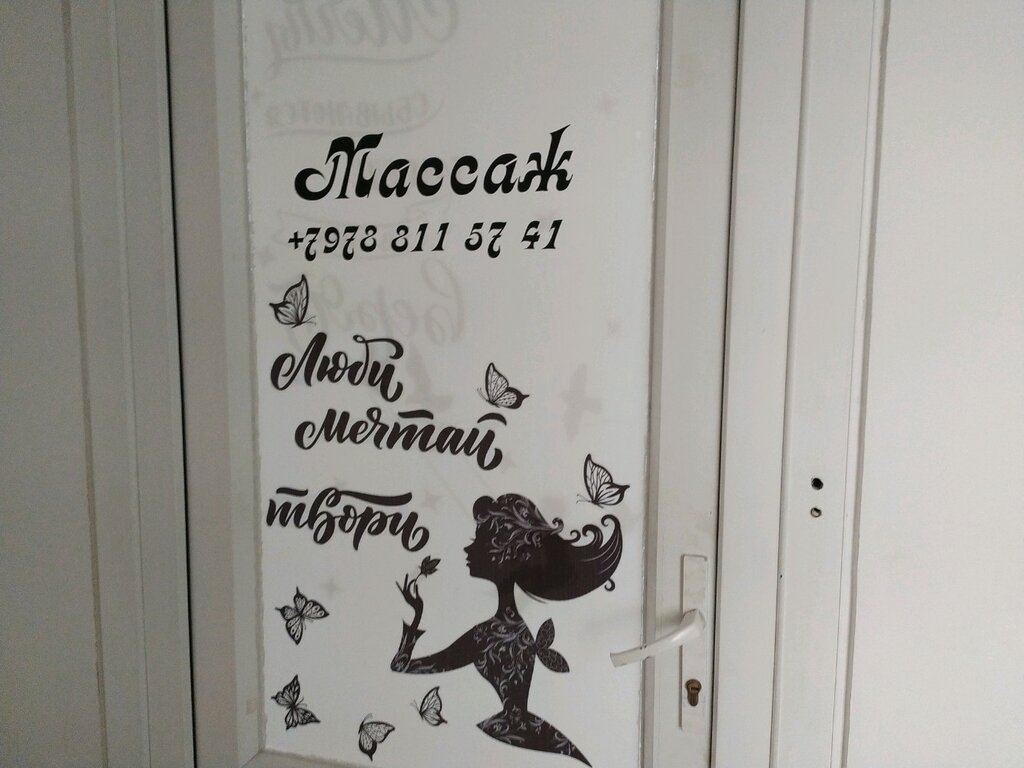 Массаж
+7978 811 57 41
Люби
мечтай
твори